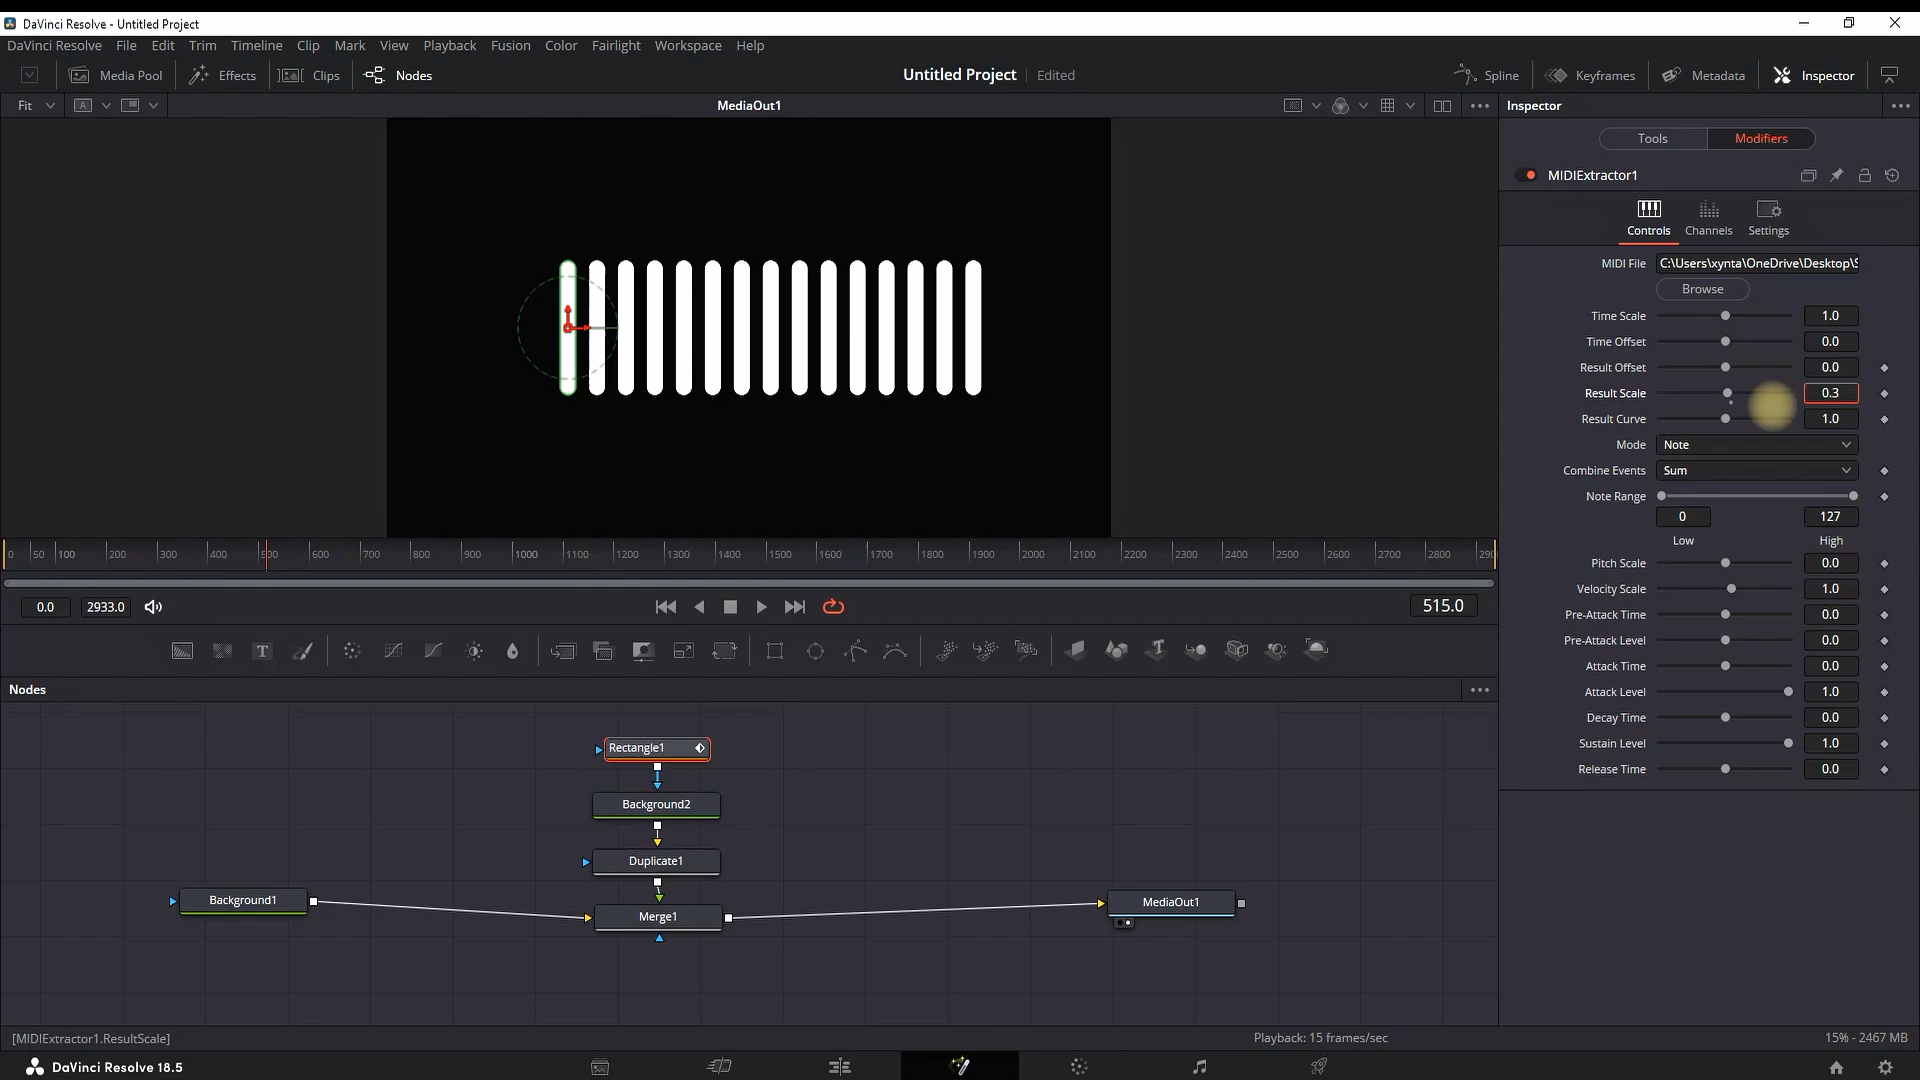 DaVinci Resolve - Untitled Project
DaVinci Resolve File Edit Trim Timeline Clip Mark View Playback Fusion Color Fairlight Workspace Help
Media Pool Effects Clips Nodes Untitled Project Edited Spline Keyframes Metadata Inspector
Fit A MediaOut1 Inspector
Tools Modifiers
MIDIExtractor1
Controls Channels Settings
MIDI File C:\Users\xynta\OneDrive\Desktop\S
Browse
Time Scale 1.0
Time Offset 0.0
Result Offset 0.0
Result Scale 0.3
Result Curve 1.0
Mode Note
Combine Events Sum
Note Range
0 127
Low High
0 50 100 200 300 400 500 600 700 800 900 1000 1100 1200 1300 1400 1500 1600 1700 1800 1900 2000 2100 2200 2300 2400 2500 2600 2700 2800 290
Pitch Scale 0.0
Velocity Scale 1.0
0.0 2933.0 515.0
Pre-Attack Time 0.0
Pre-Attack Level 0.0
Attack Time 0.0
Attack Level 1.0
Decay Time 0.0
Sustain Level 1.0
Release Time 0.0
T T
Nodes
Rectangle1
Background2
Duplicate1
Background1
Merge1
MediaOut1
[MIDIExtractor1.ResultScale] Playback: 15 frames/sec 15% - 2467 MB
DaVinci Resolve 18.5